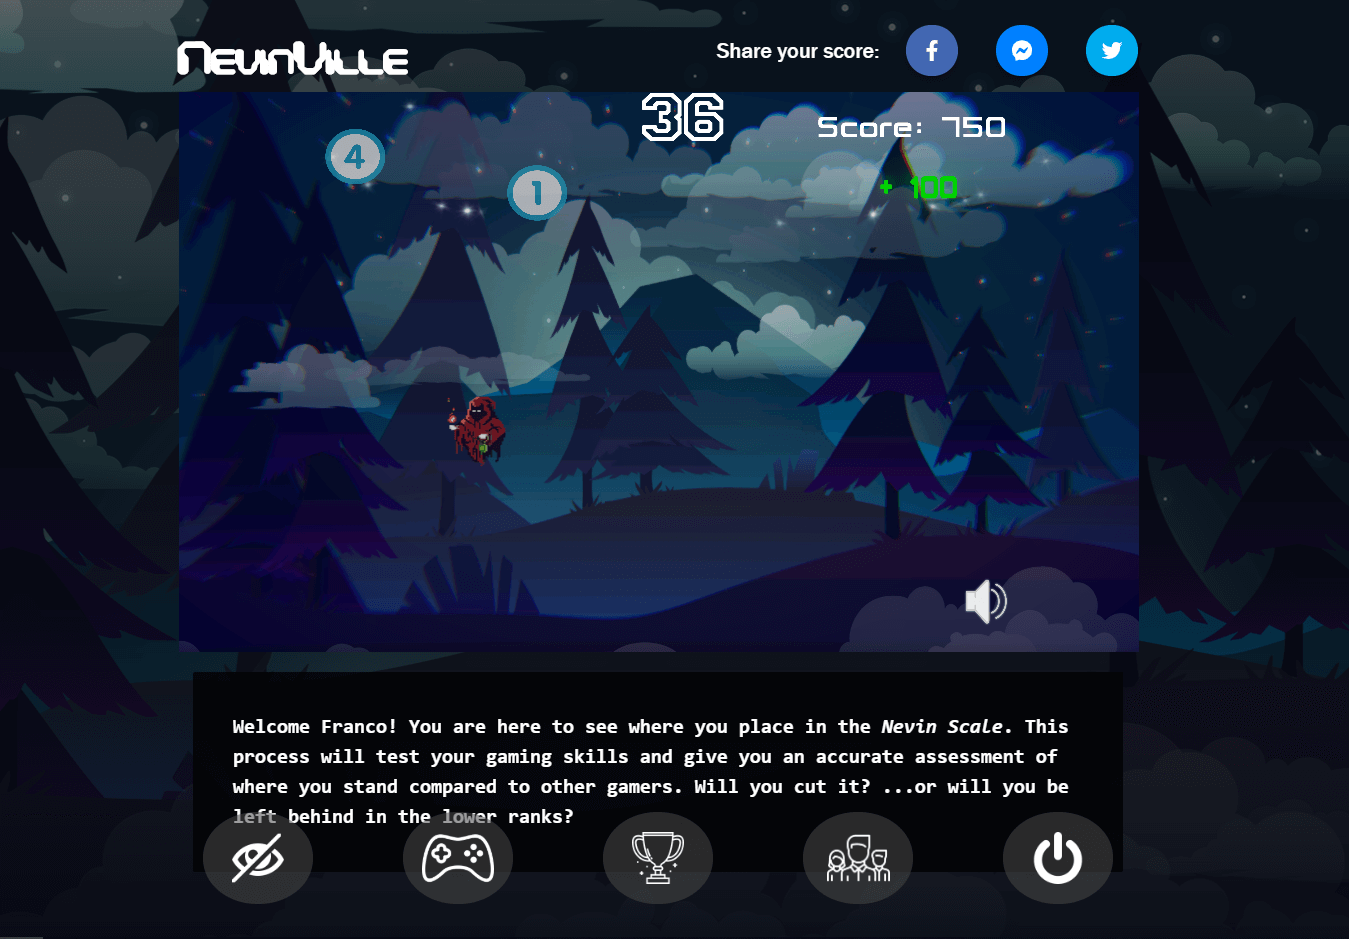 NevinVille
Share your score:
36
Score: 750
+ 100
4
1
Welcome Franco! You are here to see where you place in the Nevin Scale. This
process will test your gaming skills and give you an accurate assessment of
where you stand compared to other gamers. Will you cut it? ...or will you be
left behind in the lower ranks?